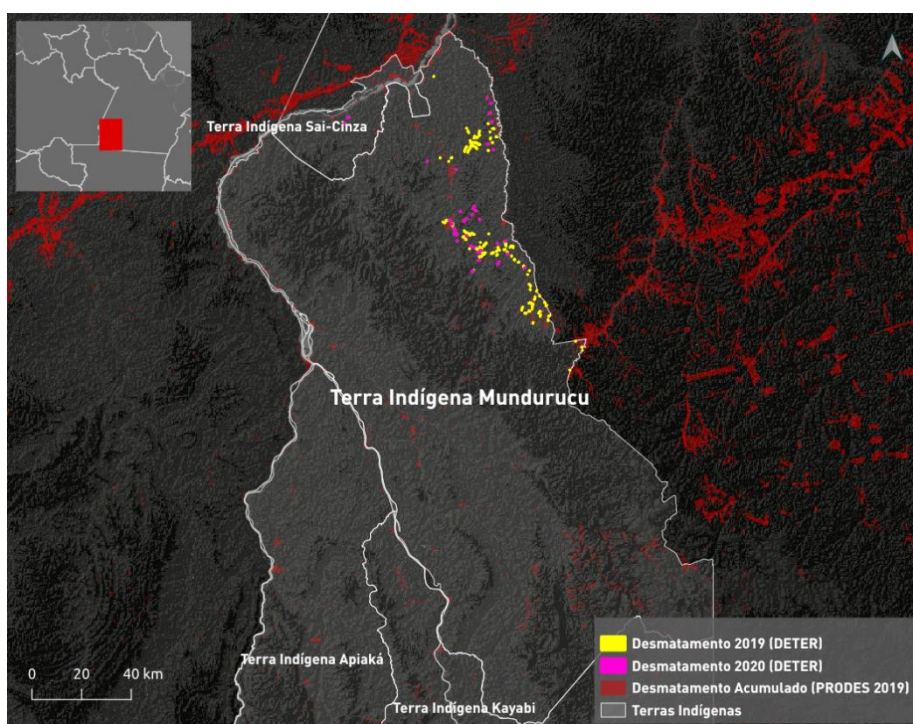 Terra Indígena Sai-Cinza
Terra Indígena Mundurucu
Terra Indígena Apiaká
Terra Indígena Kayabi
0 20 40 km
Desmatamento 2019 (DETER)
Desmatamento 2020 (DETER)
Desmatamento Acumulado (PRODES 2019)
Terras Indígenas